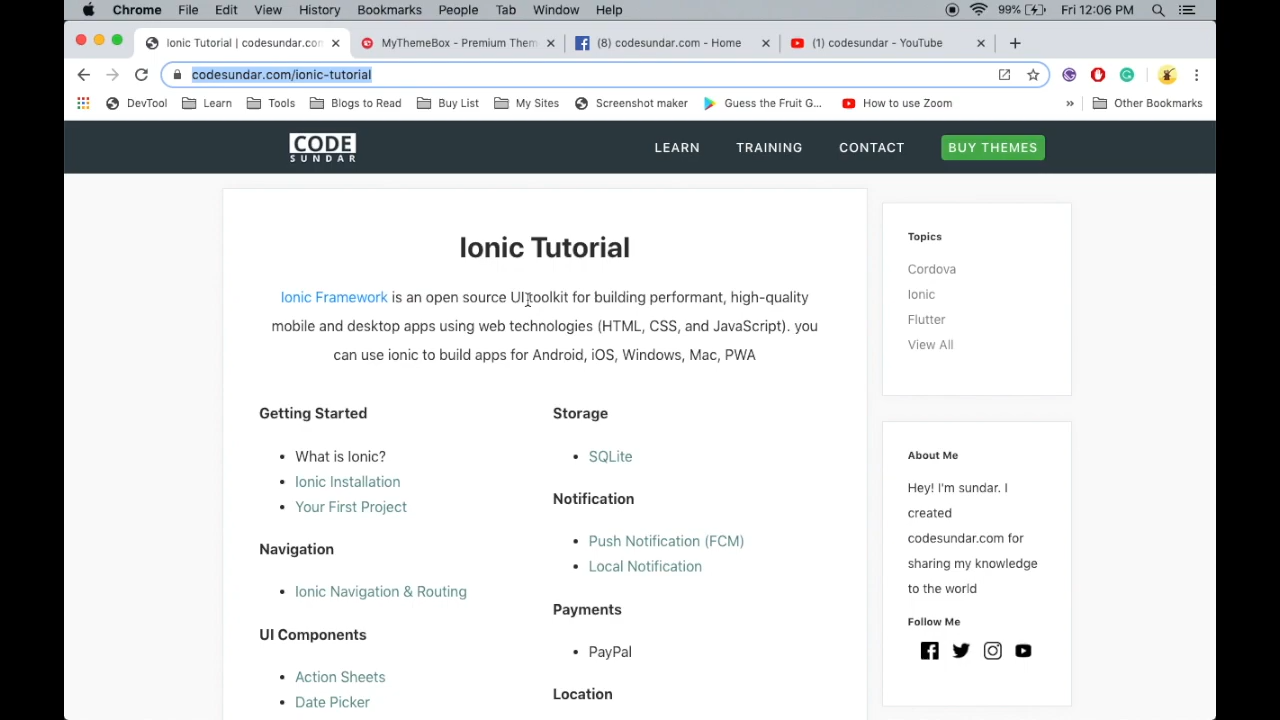 Chrome File Edit View History Bookmarks People Tab Window Help 99% Fri 12:06 PM
Ionic Tutorial | codesundar.con MyThemeBox - Premium Them (8) codesundar.com - Home (1) codesundar - YouTube
codesundar.com/ionic-tutorial
DevTool Learn Tools Blogs to Read Buy List My Sites Screenshot maker Guess the Fruit G... How to use Zoom » Other Bookmarks
CODE
SUNDAR
LEARN TRAINING CONTACT BUY THEMES
Ionic Tutorial
Ionic Framework is an open source UI toolkit for building performant, high-quality
mobile and desktop apps using web technologies (HTML, CSS, and JavaScript). you
can use ionic to build apps for Android, iOS, Windows, Mac, PWA
Getting Started
• What is Ionic?
• Ionic Installation
• Your First Project
Navigation
• Ionic Navigation & Routing
UI Components
• Action Sheets
• Date Picker
Storage
• SQLite
Notification
• Push Notification (FCM)
• Local Notification
Payments
• PayPal
Location
Topics
Cordova
Ionic
Flutter
View All
About Me
Hey! I'm sundar. I
created
codesundar.com for
sharing my knowledge
to the world
Follow Me